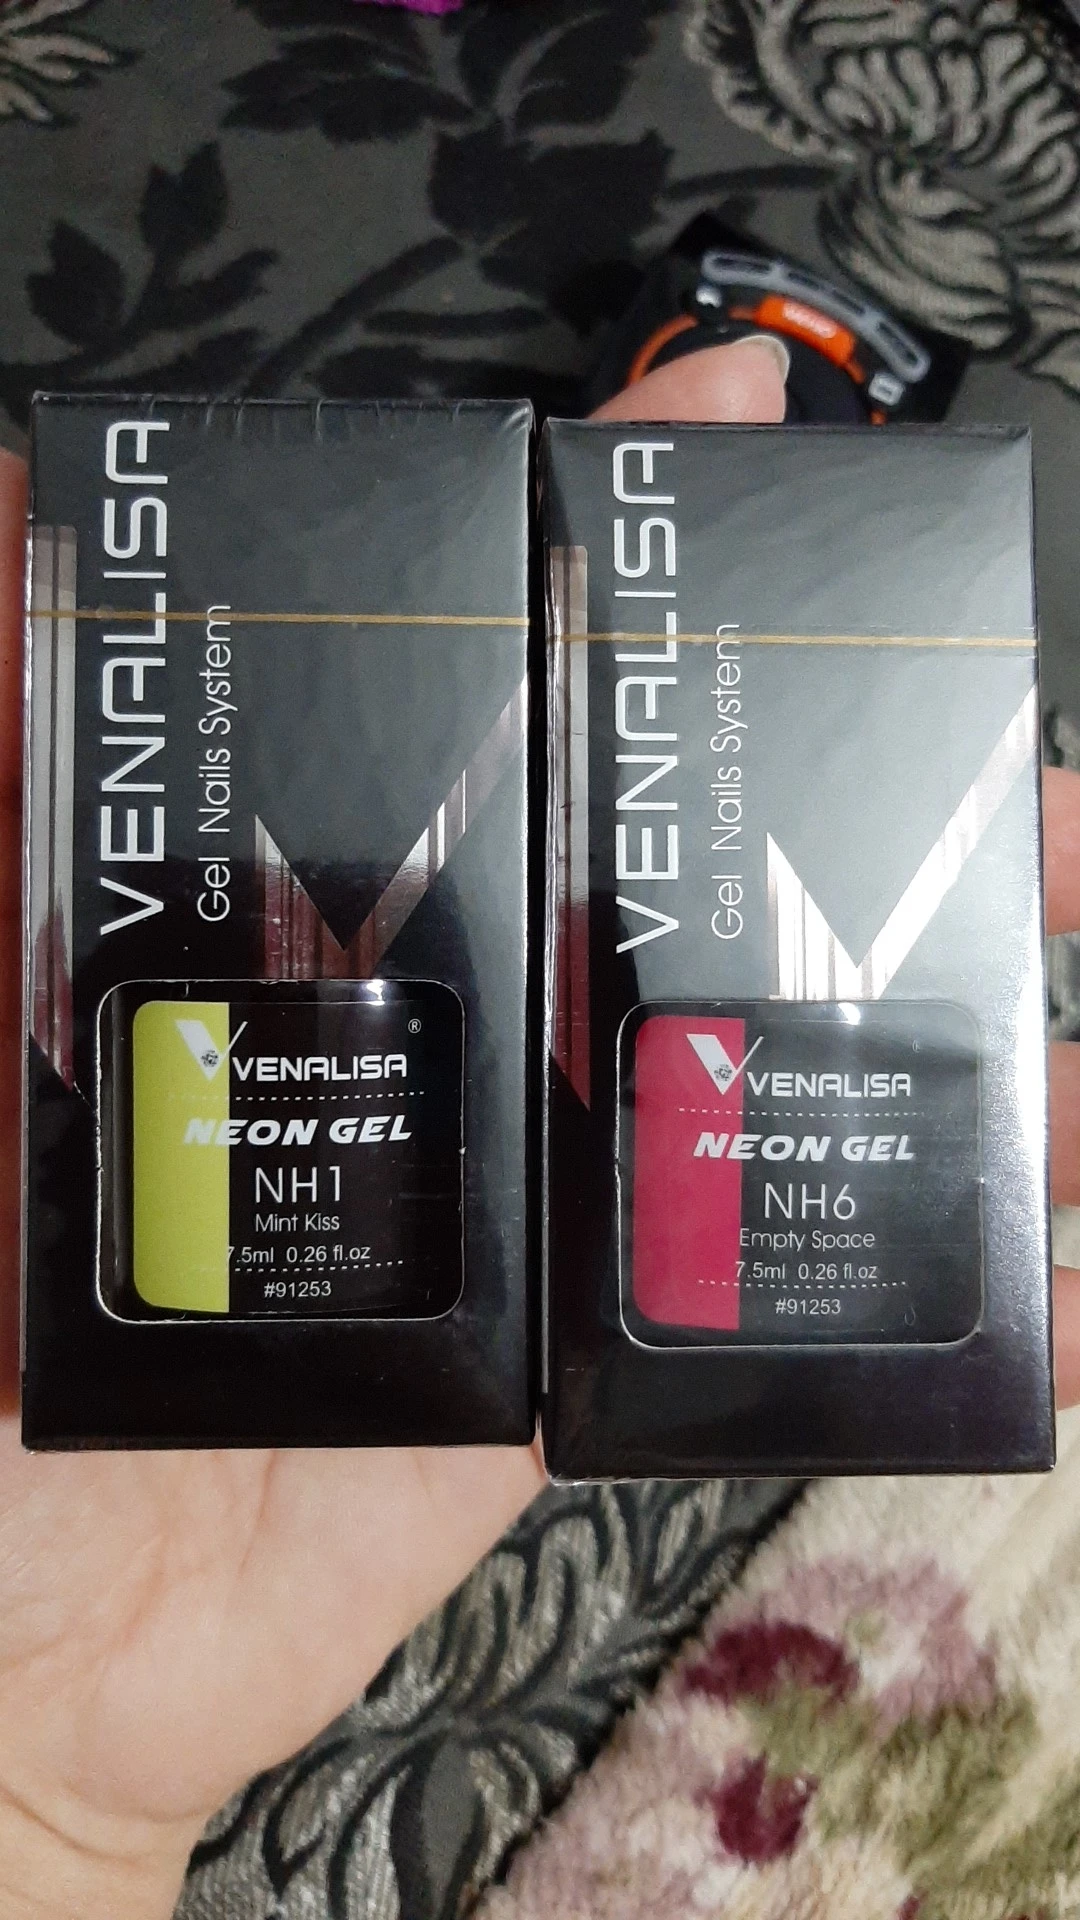 VENALISA
Gel Nails System
VENALISA ®
NEON GEL
NH1
Mint Kiss
7.5ml 0.26 fl.oz
#91253
VENALISA
Gel Nails System
VENALISA
NEON GEL
NH6
Empty Space
7.5ml 0.26 fl.oz
#91253